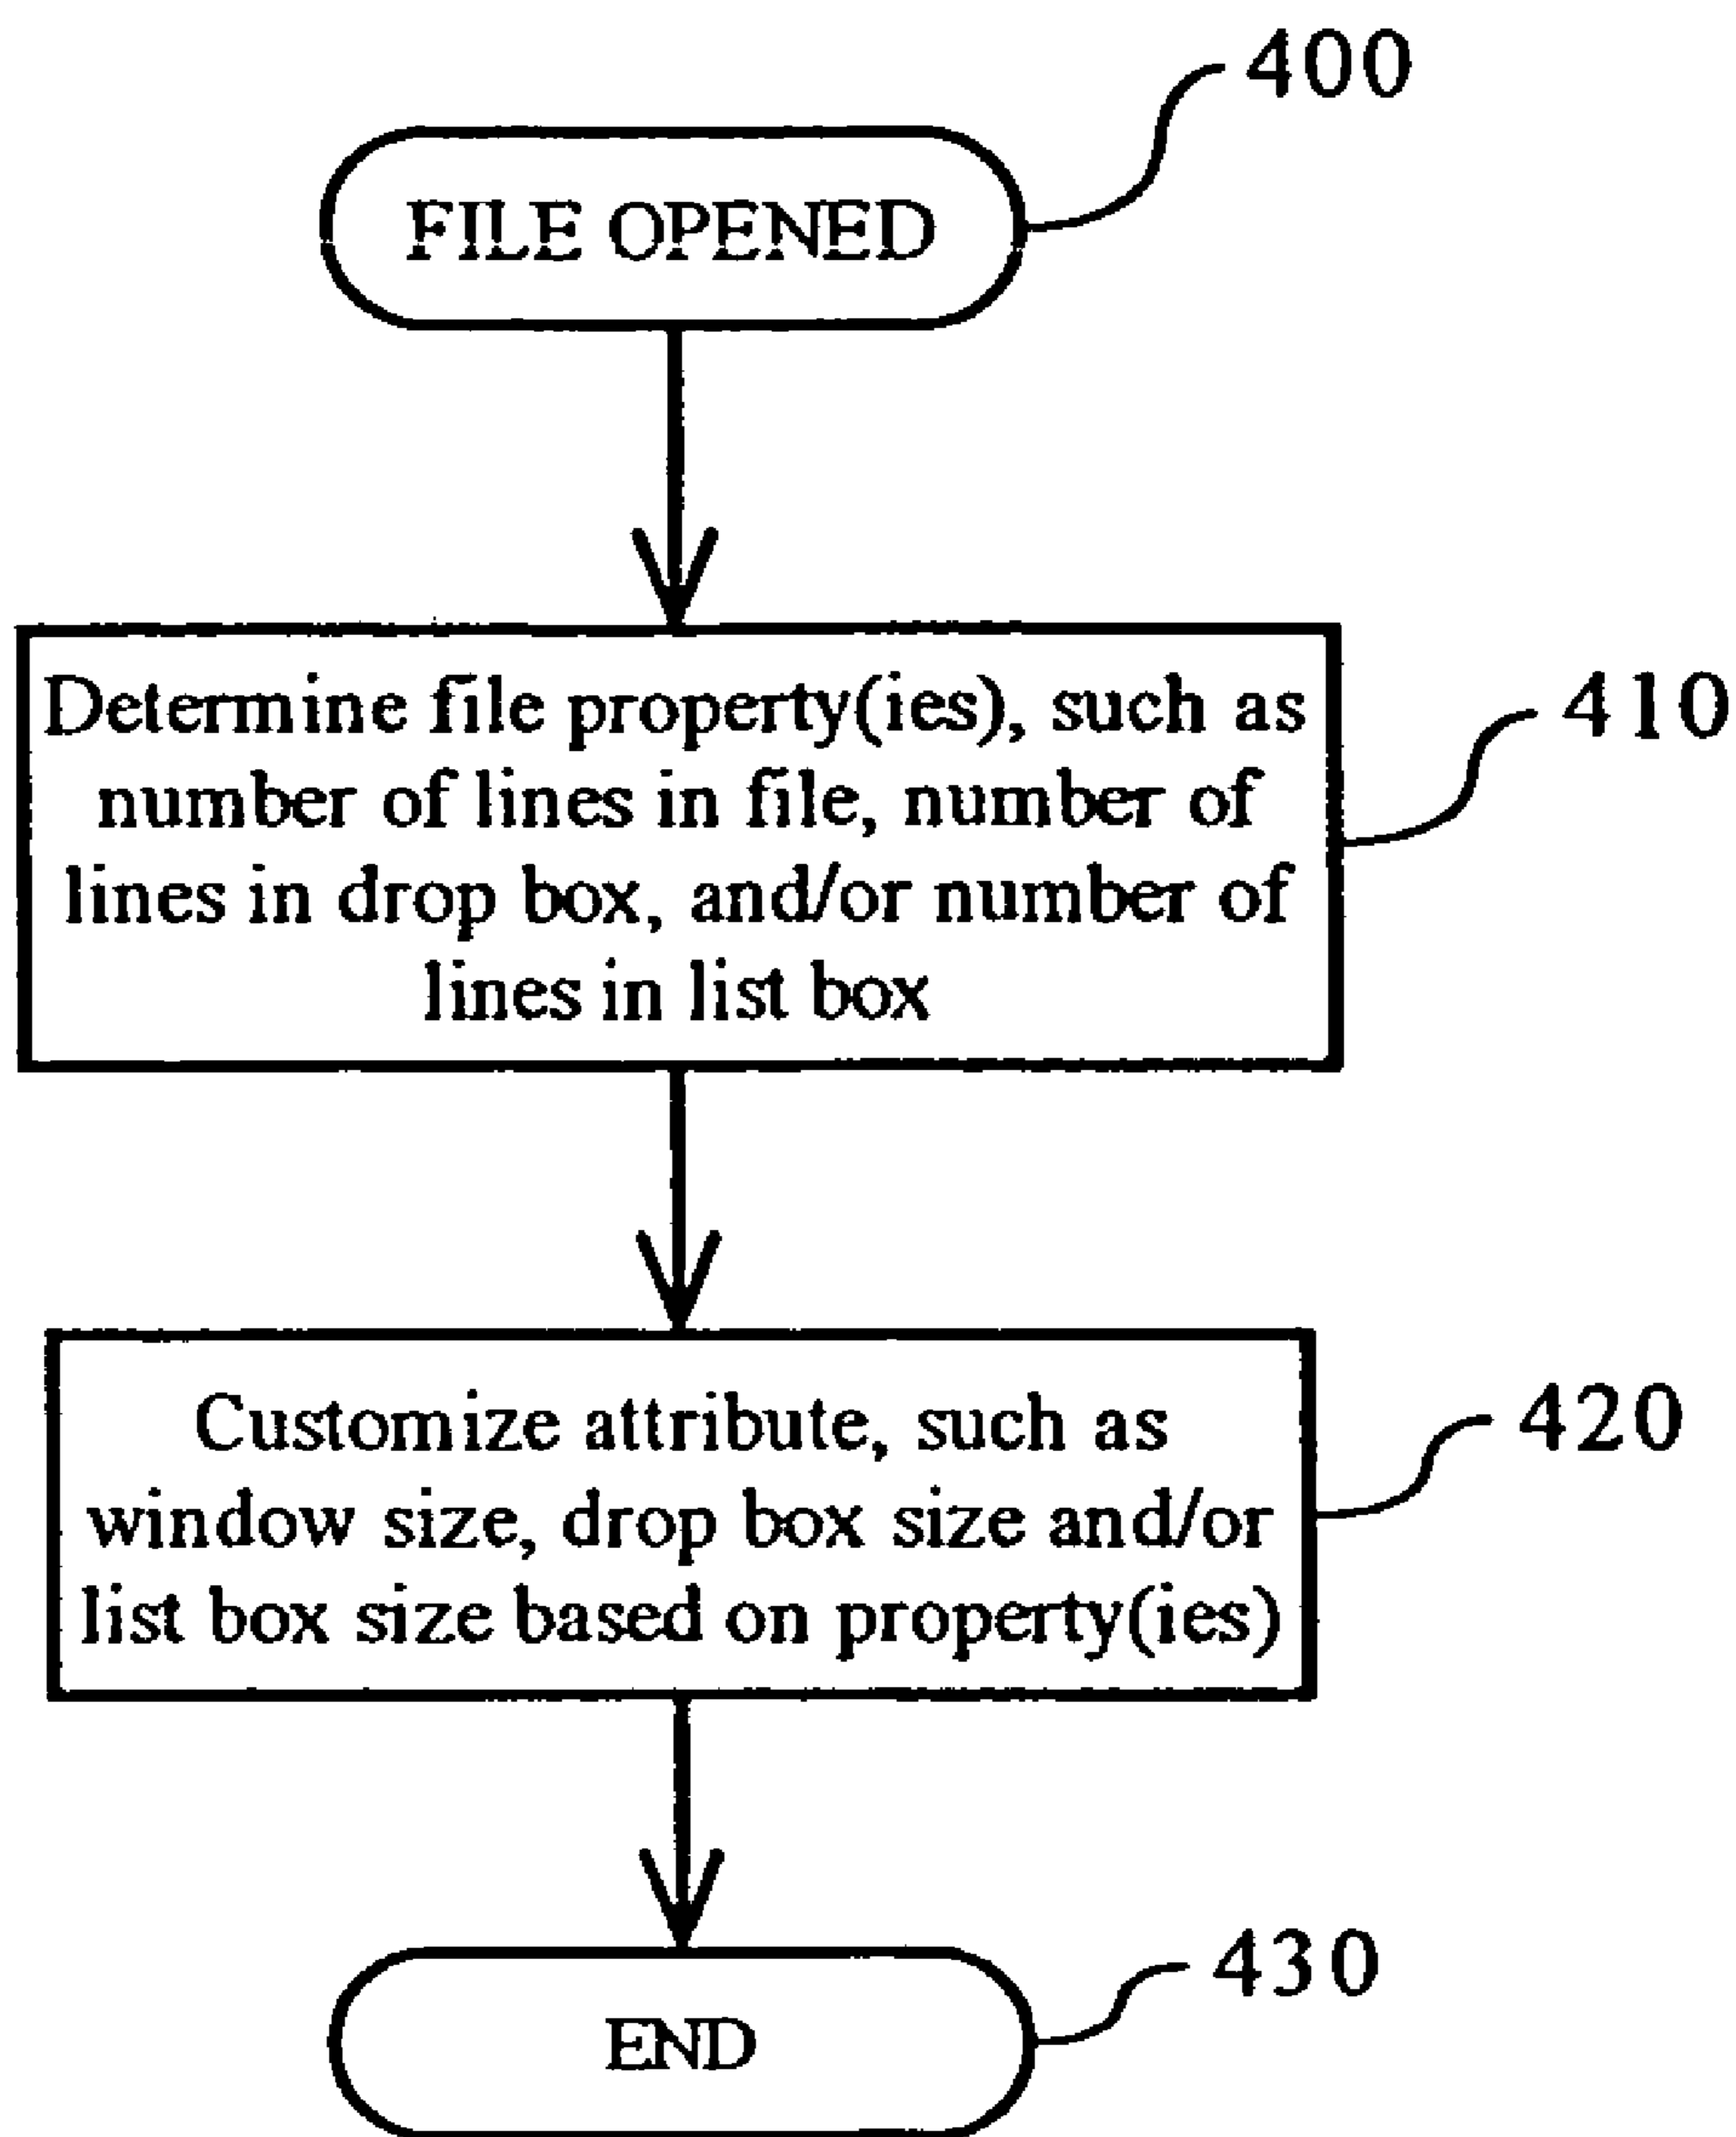 400
FILE OPENED
Determine file property(ies), such as
number of lines in file, number of
lines in drop box, and/or number of
lines in list box
410
Customize attribute, such as
window size, drop box size and/or
list box size based on property(ies)
420
430
END